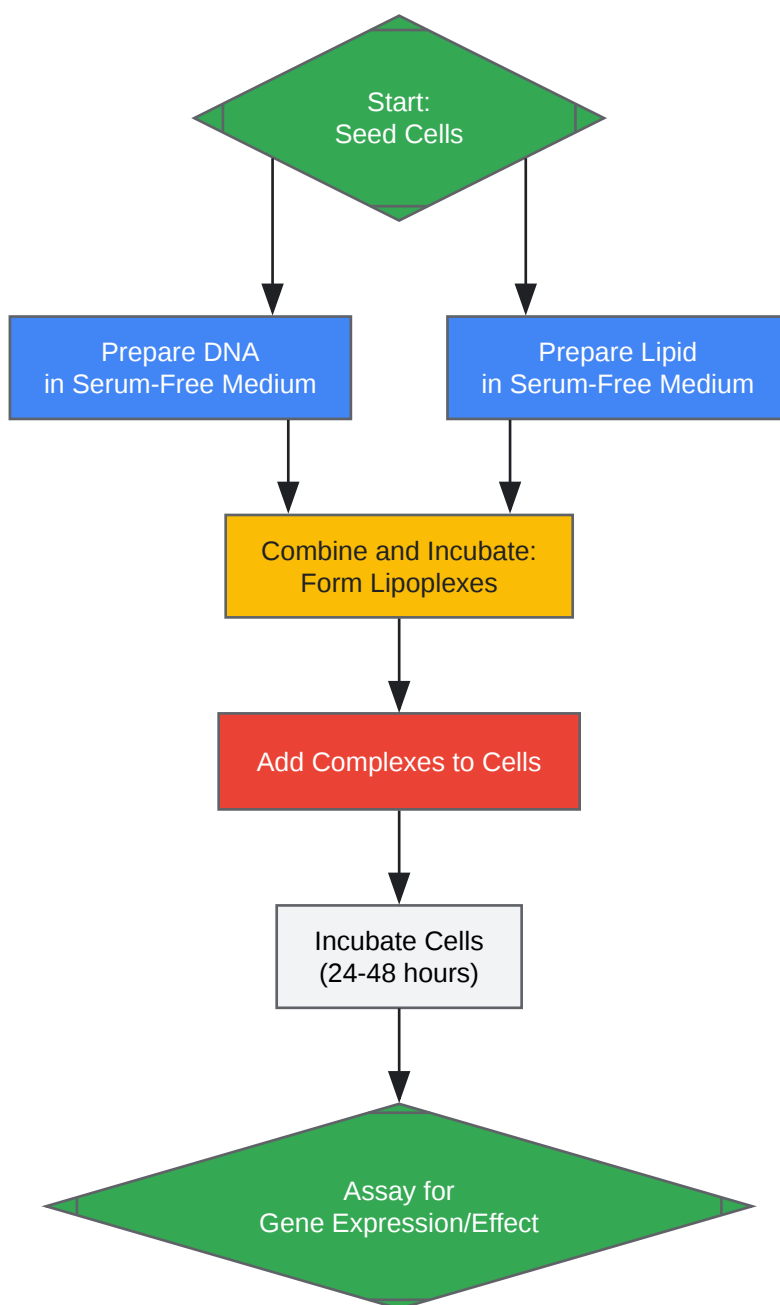 Start:
Seed Cells
Prepare DNA
in Serum-Free Medium
Prepare Lipid
in Serum-Free Medium
Combine and Incubate:
Form Lipoplexes
Add Complexes to Cells
Incubate Cells
(24-48 hours)
Assay for
Gene Expression/Effect